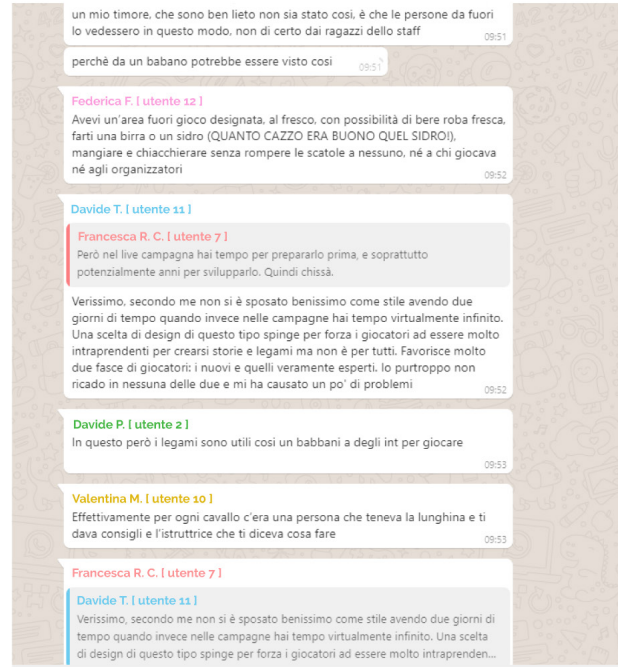 un mio timore, che sono ben lieto non sia stato cosi, è che le persone da fuori
lo vedessero in questo modo, non di certo dai ragazzi dello staff
09:51
perchè da un babano potrebbe essere visto cosi
09:51
Federica F. [ utente 12 ]
Avevi un'area fuori gioco designata, al fresco, con possibilità di bere roba fresca,
farti una birra o un sidro (QUANTO CAZZO ERA BUONO QUEL SIDRO!),
mangiare e chiacchierare senza rompere le scatole a nessuno, né a chi giocava
né agli organizzatori
09:52
Davide T. [ utente 11 ]
Francesca R. C. [ utente 7 ]
Però nel live campagna hai tempo per prepararlo prima, e soprattutto
potenzialmente anni per svilupparlo. Quindi chissà.
Verissimo, secondo me non si è sposato benissimo come stile avendo due
giorni di tempo quando invece nelle campagne hai tempo virtualmente infinito.
Una scelta di design di questo tipo spinge per forza i giocatori ad essere molto
intraprendenti per crearsi storie e legami ma non è per tutti. Favorisce molto
due fasce di giocatori: i nuovi e quelli veramente esperti. Io purtroppo non
ricado in nessuna delle due e mi ha causato un po' di problemi
09:52
Davide P. [ utente 2 ]
In questo però i legami sono utili cosi un babbani a degli int per giocare
09:53
Valentina M. [ utente 10 ]
Effettivamente per ogni cavallo c'era una persona che teneva la lunghina e ti
dava consigli e l'istruttrice che ti diceva cosa fare
09:53
Francesca R. C. [ utente 7 ]
Davide T. [ utente 11 ]
Verissimo, secondo me non si è sposato benissimo come stile avendo due giorni di
tempo quando invece nelle campagne hai tempo virtualmente infinito. Una scelta
di design di questo tipo spinge per forza i giocatori ad essere molto intraprenden...